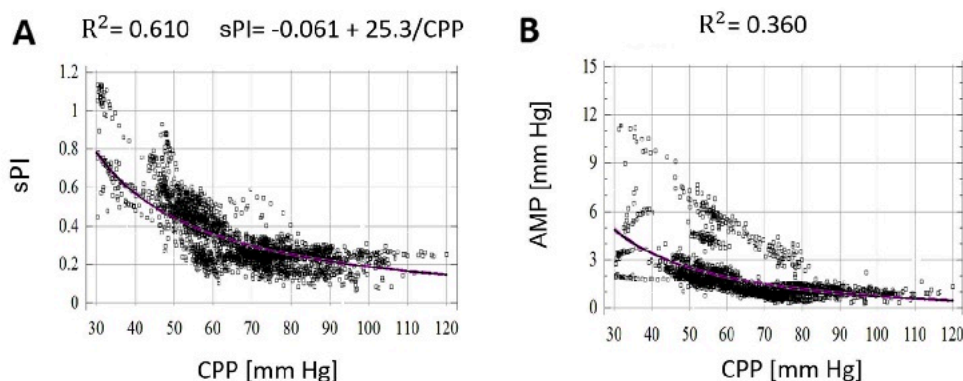 A R²= 0.610 sPI= -0.061 + 25.3/CPP
1.2
1
0.8
0.6
0.4
0.2
0
sPI
30 40 50 60 70 80 90 100 110 120
CPP [mm Hg]
B R²= 0.360
15
12
9
6
3
0
AMP [mm Hg]
30 40 50 60 70 80 90 100 110 120
CPP [mm Hg]